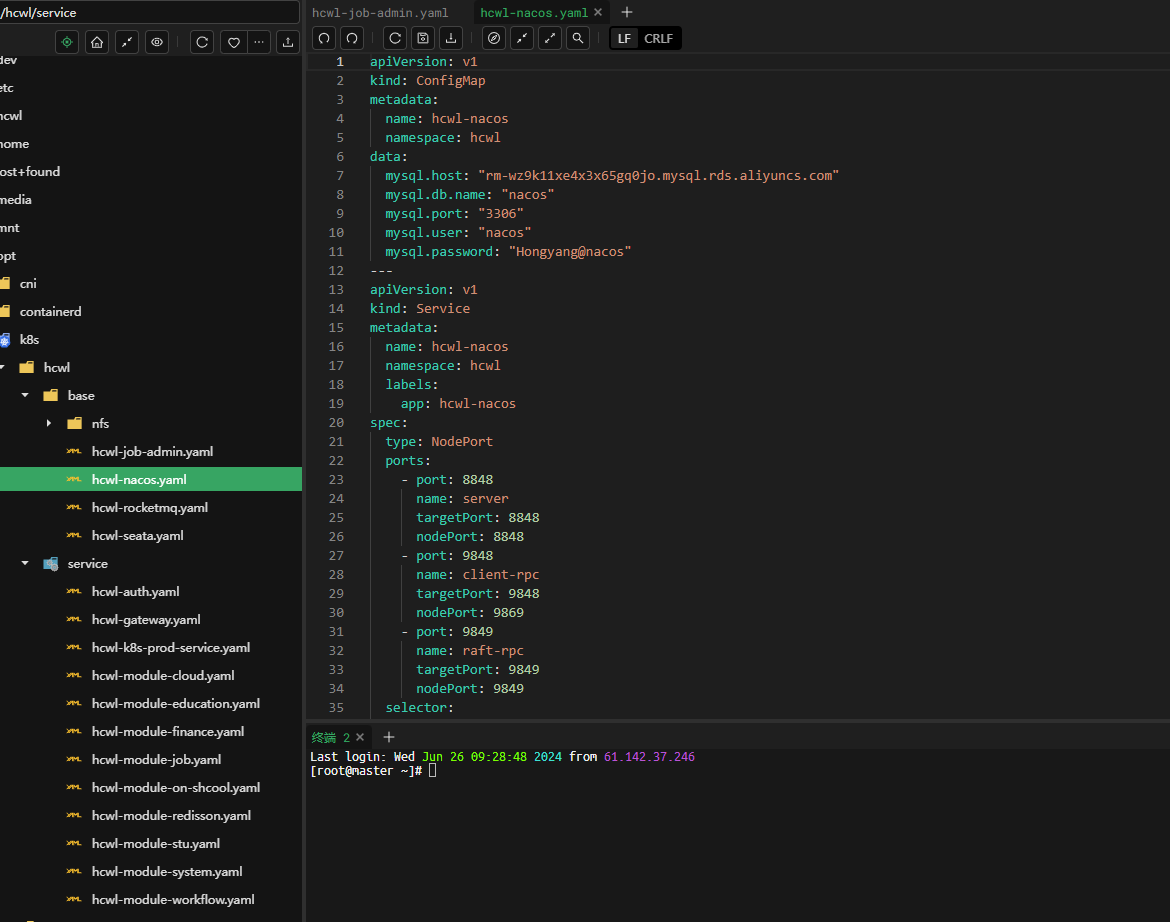 /hcwl/service
dev
etc
hcwl
home
lost+found
media
mnt
opt
cni
containerd
k8s
hcwl
base
nfs
hcwl-job-admin.yaml
hcwl-nacos.yaml
hcwl-rocketmq.yaml
hcwl-seata.yaml
service
hcwl-auth.yaml
hcwl-gateway.yaml
hcwl-k8s-prod-service.yaml
hcwl-module-cloud.yaml
hcwl-module-education.yaml
hcwl-module-finance.yaml
hcwl-module-job.yaml
hcwl-module-on-shcool.yaml
hcwl-module-redisson.yaml
hcwl-module-stu.yaml
hcwl-module-system.yaml
hcwl-module-workflow.yaml
hcwl-job-admin.yaml hcwl-nacos.yaml × +
LF CRLF
1 apiVersion: v1
2 kind: ConfigMap
3 metadata:
4 name: hcwl-nacos
5 namespace: hcwl
6 data:
7 mysql.host: "rm-wz9k11xe4x3x65gq0jo.mysql.rds.aliyuncs.com"
8 mysql.db.name: "nacos"
9 mysql.port: "3306"
10 mysql.user: "nacos"
11 mysql.password: "Hongyang@nacos"
12 ---
13 apiVersion: v1
14 kind: Service
15 metadata:
16 name: hcwl-nacos
17 namespace: hcwl
18 labels:
19 app: hcwl-nacos
20 spec:
21 type: NodePort
22 ports:
23 - port: 8848
24 name: server
25 targetPort: 8848
26 nodePort: 8848
27 - port: 9848
28 name: client-rpc
29 targetPort: 9848
30 nodePort: 9869
31 - port: 9849
32 name: raft-rpc
33 targetPort: 9849
34 nodePort: 9849
35 selector:
终端 2 × +
Last login: Wed Jun 26 09:28:48 2024 from 61.142.37.246
[root@master ~]#